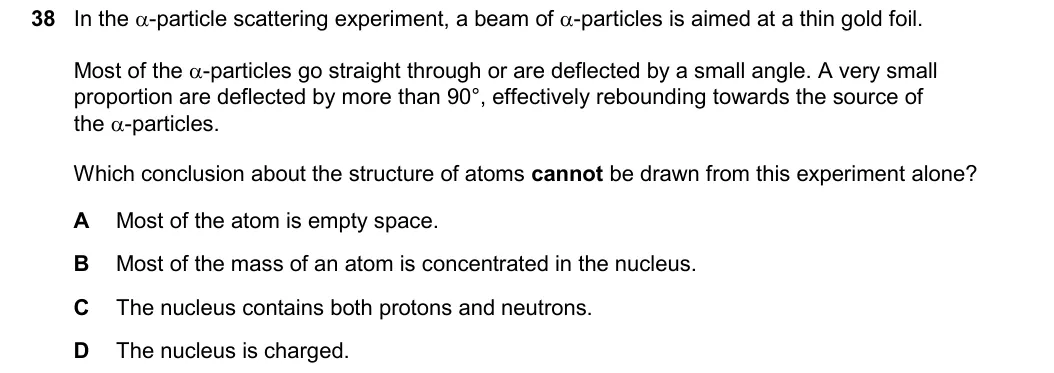 38 In the α-particle scattering experiment, a beam of α-particles is aimed at a thin gold foil.
Most of the α-particles go straight through or are deflected by a small angle. A very small
proportion are deflected by more than 90°, effectively rebounding towards the source of
the α-particles.
Which conclusion about the structure of atoms cannot be drawn from this experiment alone?
A Most of the atom is empty space.
B Most of the mass of an atom is concentrated in the nucleus.
C The nucleus contains both protons and neutrons.
D The nucleus is charged.